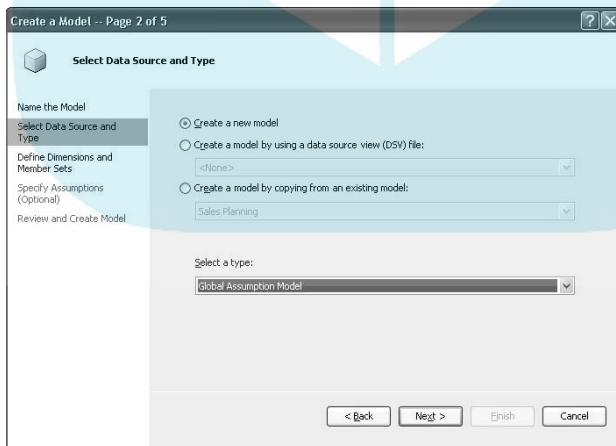 Create a Model -- Page 2 of 5
Select Data Source and Type
Name the Model
Select Data Source and
Type
Define Dimensions and
Member Sets
Specify Assumptions
(Optional)
Review and Create Model
Create a new model
Create a model by using a data source view (DSV) file:
<None>
Create a model by copying from an existing model:
Sales Planning
Select a type:
Global Assumption Model
< Back
Next >
Finish
Cancel